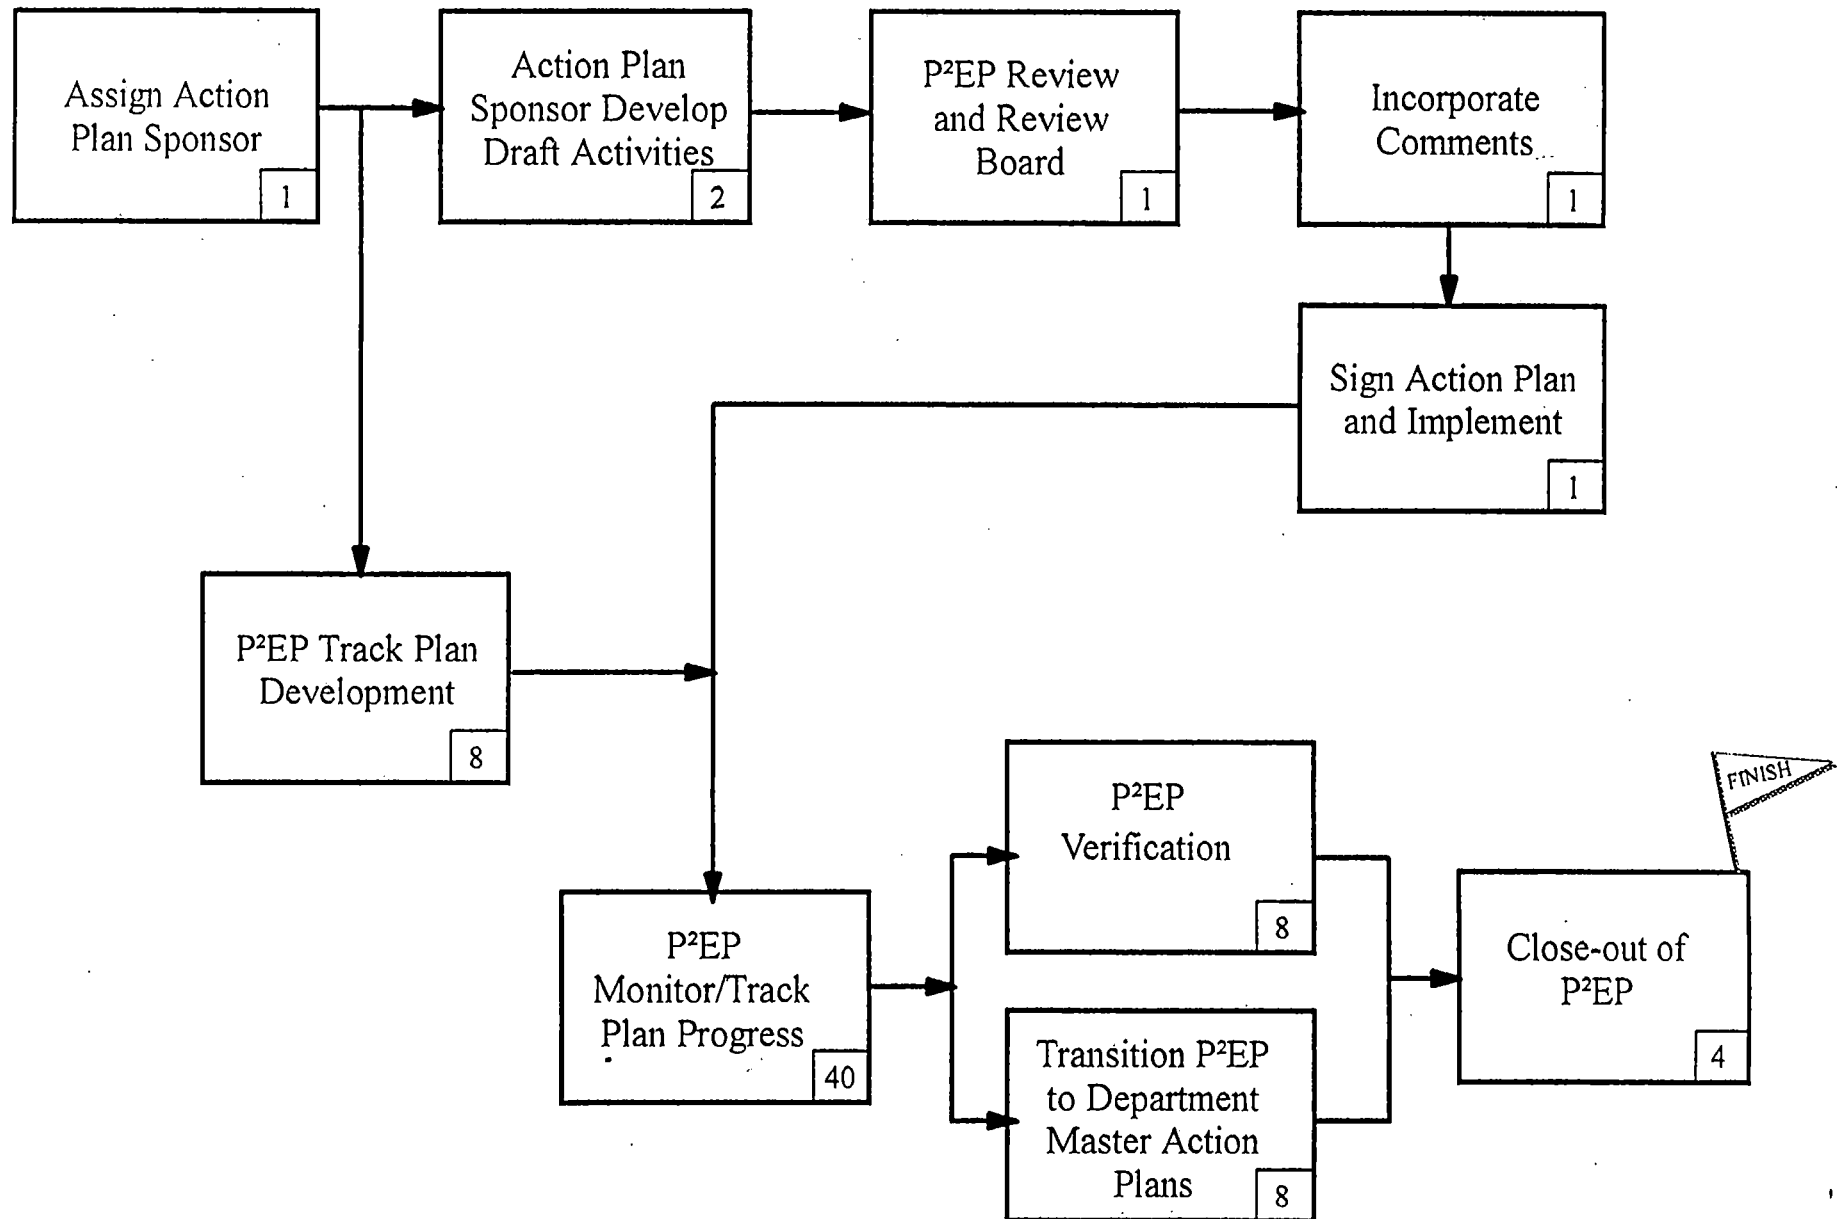 Assign Action
Plan Sponsor
1
Action Plan
Sponsor Develop
Draft Activities
2
P²EP Review
and Review
Board
1
Incorporate
Comments
1
Sign Action Plan
and Implement
1
P²EP Track Plan
Development
8
P²EP
Monitor/Track
Plan Progress
40
P²EP
Verification
8
Transition P²EP
to Department
Master Action
Plans
8
FINISH
Close-out of
P²EP
4